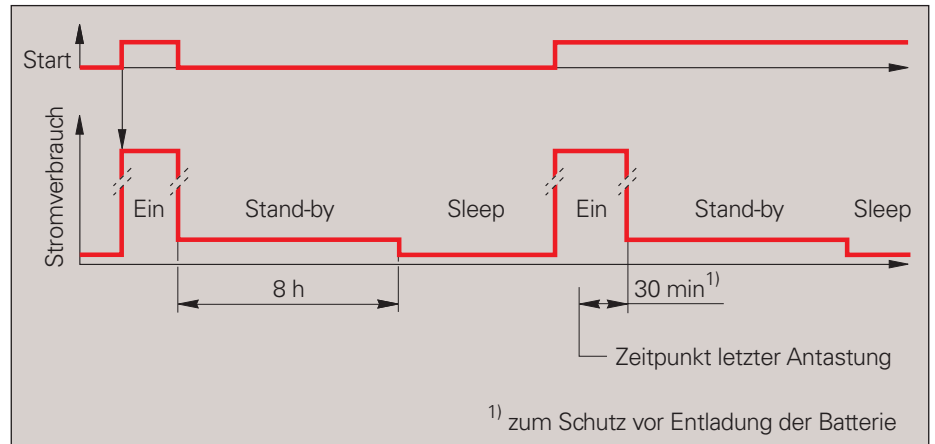 Start
Stromverbrauch
Ein Stand-by Sleep Ein Stand-by Sleep
8 h 30 min1)
Zeitpunkt letzter Antastung
1) zum Schutz vor Entladung der Batterie